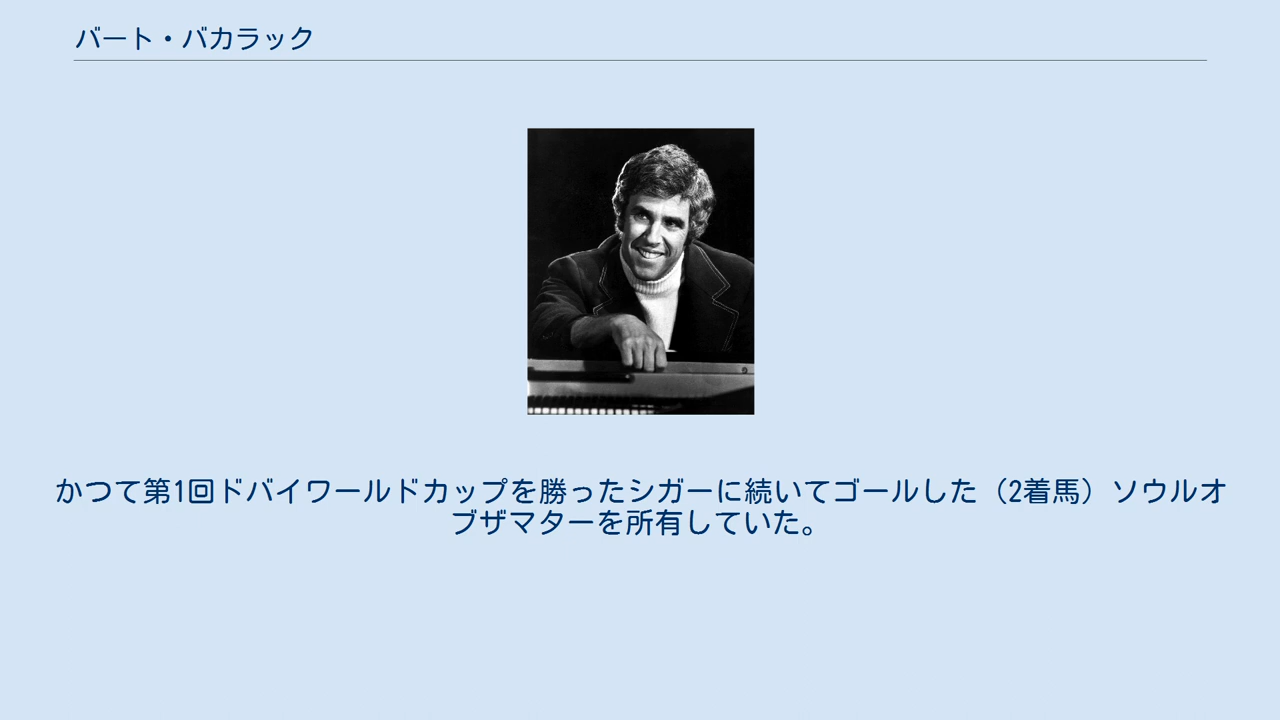 バート・バカラック
かつて第1回ドバイワールドカップを勝ったシガーに続いてゴールした（2着馬）ソウルオ
ブザマターを所有していた。